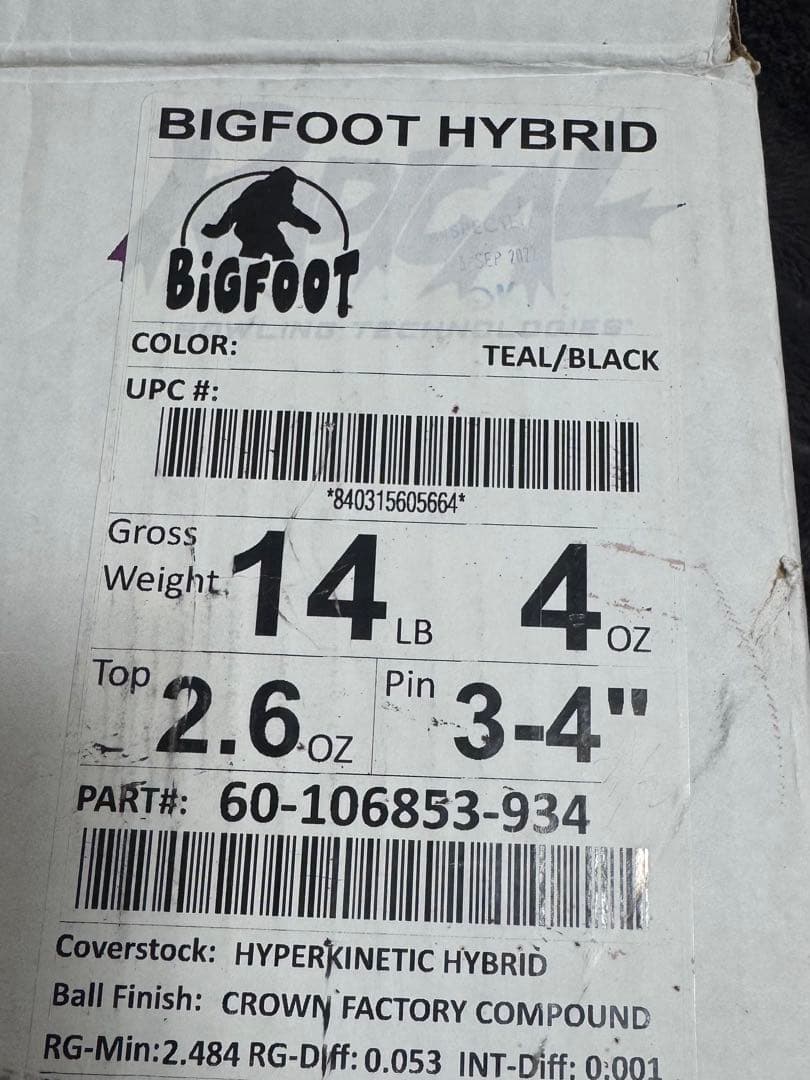 BIGFOOT HYBRID
BiGFOOT
SEP
COLOR: TEAL/BLACK
UPC #:
*840315605664*
Gross Weight 14 LB 4 OZ
Top 2.6 OZ Pin 3-4"
PART#: 60-106853-934
Coverstock: HYPERKINETIC HYBRID
Ball Finish: CROWN FACTORY COMPOUND
RG-Min:2.484 RG-Diff: 0.053 INT-Diff: 0.001